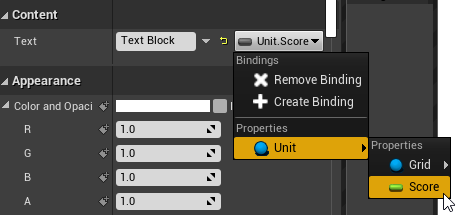 Content
Text Text Block Unit.Score
Bindings
Remove Binding
Create Binding
Properties
Unit
Properties
Grid
Score
Appearance
Color and Opaci
R 1.0
G 1.0
B 1.0
A 1.0